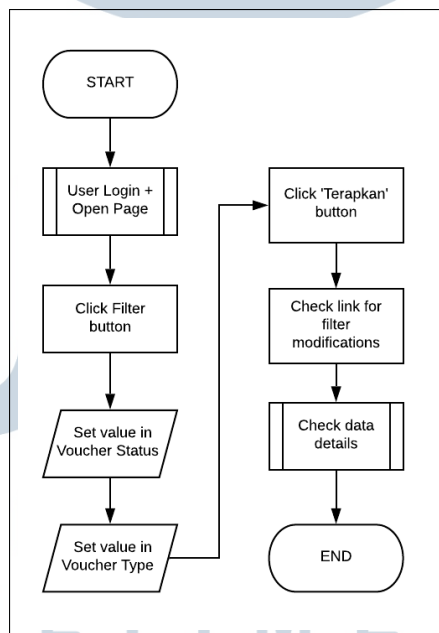 START
User Login +
Open Page
Click Filter
button
Set value in
Voucher Status
Set value in
Voucher Type
Click 'Terapkan'
button
Check link for
filter
modifications
Check data
details
END